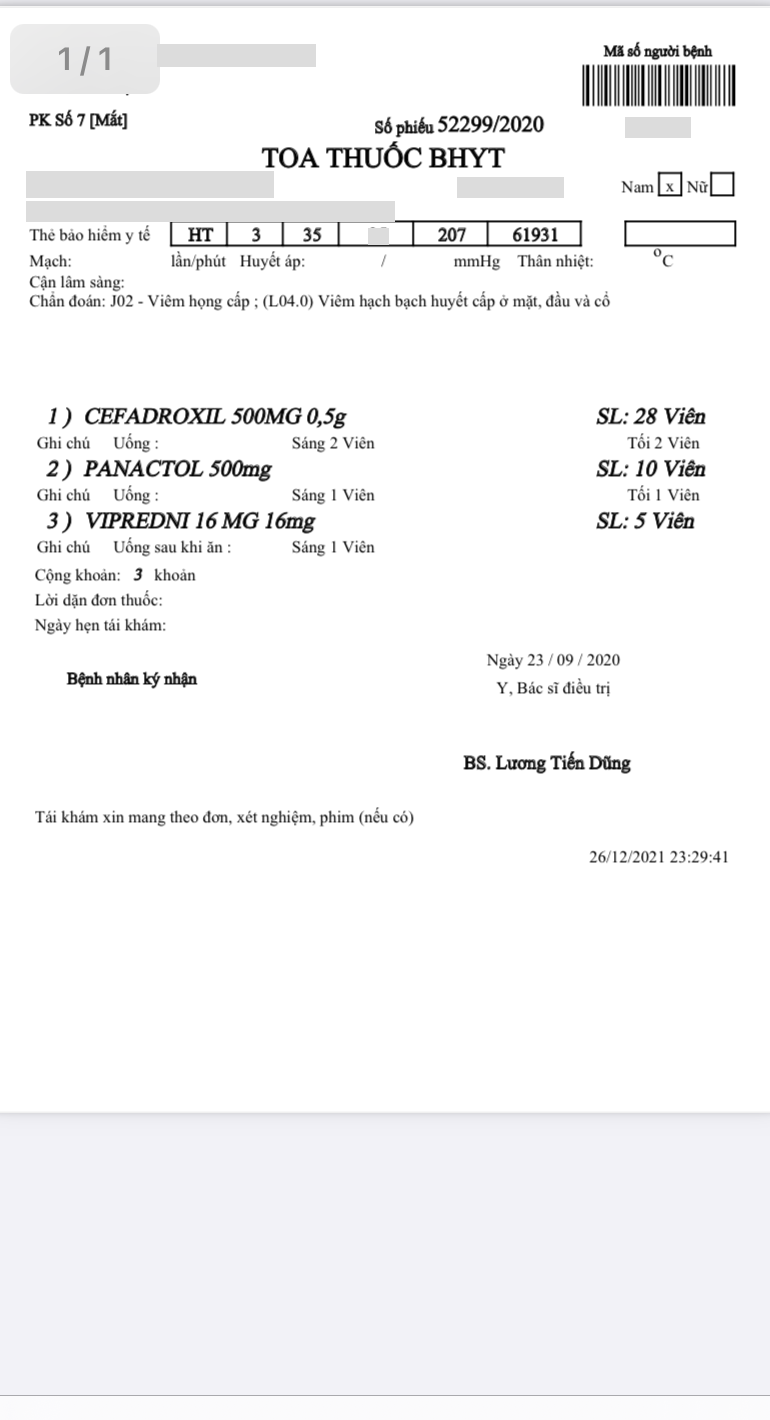 1/1
Mã số người bệnh
PK Số 7 [Mắt]
Số phiếu 52299/2020
TOA THUỐC BHYT
Nam x Nữ
Thẻ bảo hiểm y tế HT 3 35 207 61931
Mạch: lần/phút Huyết áp: / mmHg Thân nhiệt: °C
Cận lâm sàng:
Chẩn đoán: J02 - Viêm họng cấp ; (L04.0) Viêm hạch bạch huyết cấp ở mặt, đầu và cổ
1 ) CEFADROXIL 500MG 0,5g SL: 28 Viên
Ghi chú Uống : Sáng 2 Viên Tối 2 Viên
2 ) PANACTOL 500mg SL: 10 Viên
Ghi chú Uống : Sáng 1 Viên Tối 1 Viên
3 ) VIPREDNI 16 MG 16mg SL: 5 Viên
Ghi chú Uống sau khi ăn : Sáng 1 Viên
Cộng khoản: 3 khoản
Lời dặn đơn thuốc:
Ngày hẹn tái khám:
Ngày 23 / 09 / 2020
Bệnh nhân ký nhận
Y, Bác sĩ điều trị
BS. Lương Tiến Dũng
Tái khám xin mang theo đơn, xét nghiệm, phim (nếu có)
26/12/2021 23:29:41